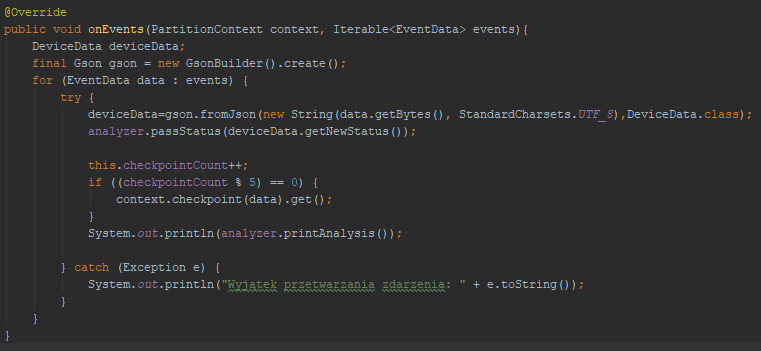 @Override
public void onEvents(PartitionContext context, Iterable<EventData> events){
    DeviceData deviceData;
    final Gson gson = new GsonBuilder().create();
    for (EventData data : events) {
        try {
            deviceData=gson.fromJson(new String(data.getBytes(), StandardCharsets.UTF_8),DeviceData.class);
            analyzer.passStatus(deviceData.getNewStatus());

            this.checkpointCount++;
            if ((checkpointCount % 5) == 0) {
                context.checkpoint(data).get();
            }
            System.out.println(analyzer.printAnalysis());

        } catch (Exception e) {
            System.out.println("Wyjątek przetwarzania zdarzenia: " + e.toString());
        }
    }
}